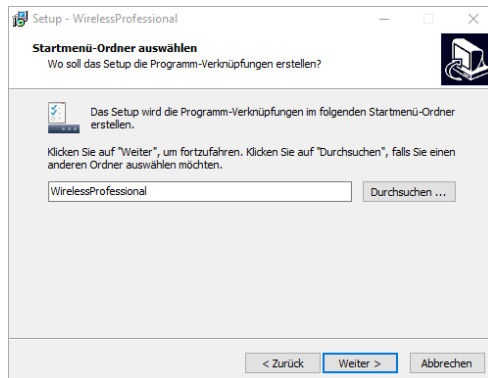 Setup - WirelessProfessional
Startmenü-Ordner auswählen
Wo soll das Setup die Programm-Verknüpfungen erstellen?
Das Setup wird die Programm-Verknüpfungen im folgenden Startmenü-Ordner
erstellen.
Klicken Sie auf "Weiter", um fortzufahren. Klicken Sie auf "Durchsuchen", falls Sie einen
anderen Ordner auswählen möchten.
WirelessProfessional
Durchsuchen ...
< Zurück
Weiter >
Abbrechen